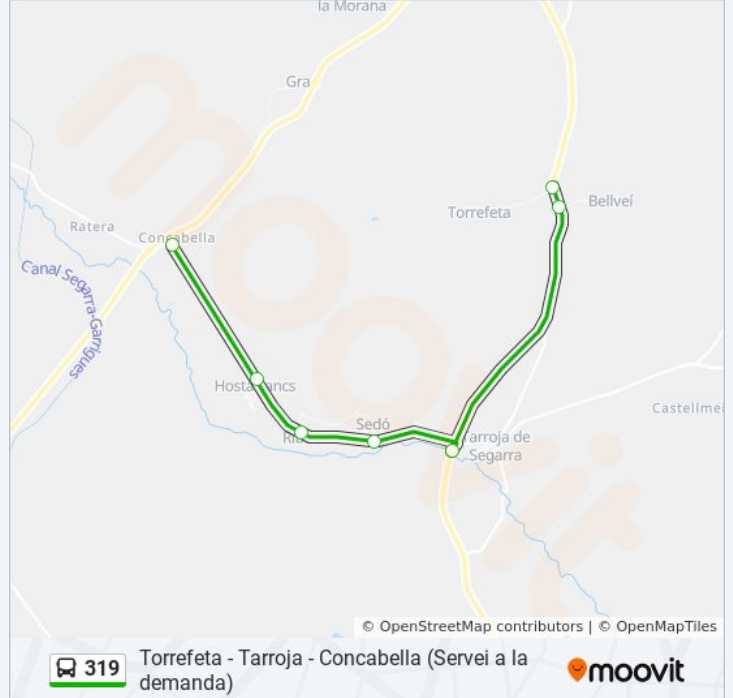 la Morana
Gra
Torrefeta
Bellveí
Ratera
Concabella
Canal Segarra-Garrigues
Sedó
Castellmei
Tarroja de
Segarra
moovit
© OpenStreetMap contributors | © OpenMapTiles
319
Torrefeta - Tarroja - Concabella (Servei a la
demanda)
moovit